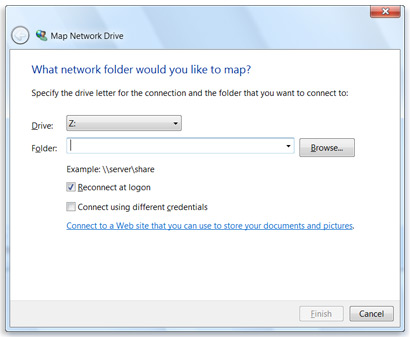 Map Network Drive
What network folder would you like to map?
Specify the drive letter for the connection and the folder that you want to connect to:
Drive: Z:
Folder: Browse...
Example: \\server\share
Reconnect at logon
Connect using different credentials
Connect to a Web site that you can use to store your documents and pictures.
Finish Cancel